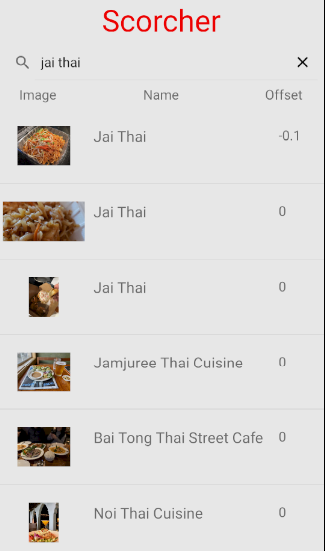 Scorcher
jai thai
Image Name Offset
Jai Thai -0.1
Jai Thai 0
Jai Thai 0
Jamjuree Thai Cuisine 0
Bai Tong Thai Street Cafe 0
Noi Thai Cuisine 0